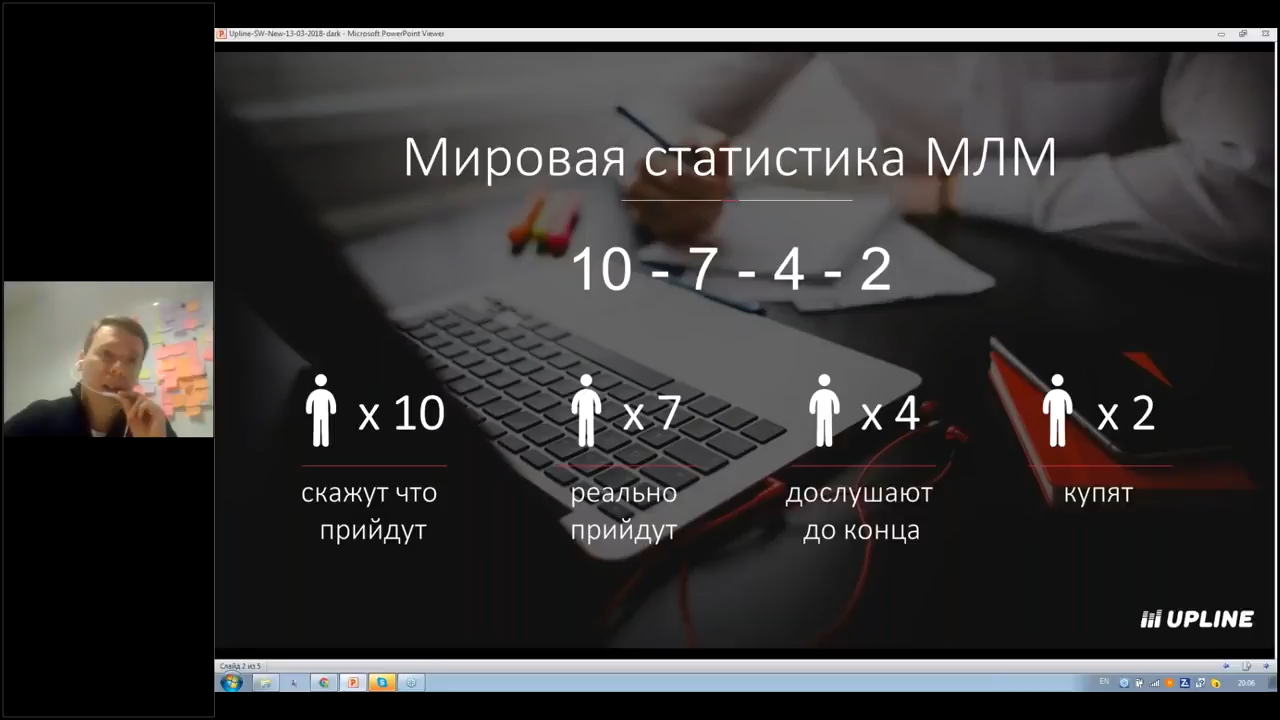 Upline-SW-New-13-03-2018-dark - Microsoft PowerPoint Viewer
Мировая статистика МЛМ
10 - 7 - 4 - 2
x 10
x 7
x 4
x 2
скажут что
прийдут
реально
прийдут
дослушают
до конца
купят
UPLINE
Слайд 2 из 5
EN
20:06